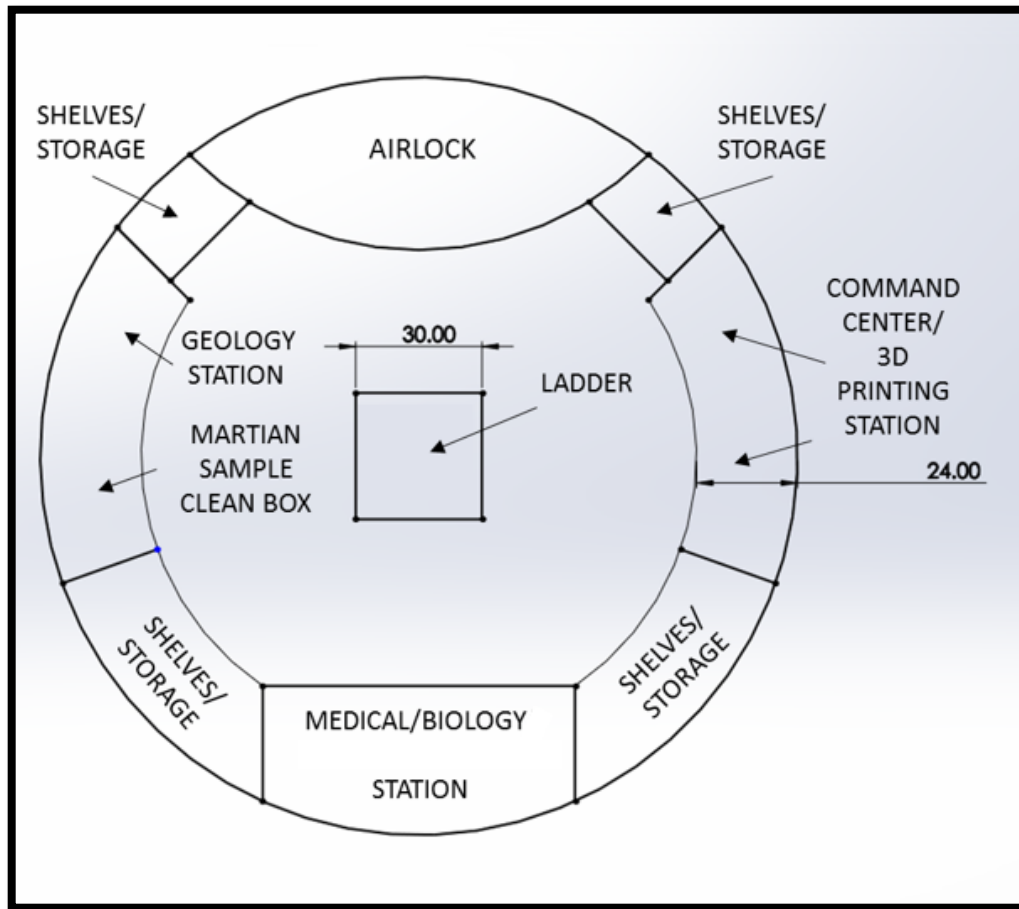 SHELVES/
STORAGE
AIRLOCK
SHELVES/
STORAGE
GEOLOGY
STATION
30.00
LADDER
COMMAND
CENTER/
3D
PRINTING
STATION
MARTIAN
SAMPLE
CLEAN BOX
24.00
SHELVES/
STORAGE
MEDICAL/BIOLOGY
STATION
SHELVES/
STORAGE